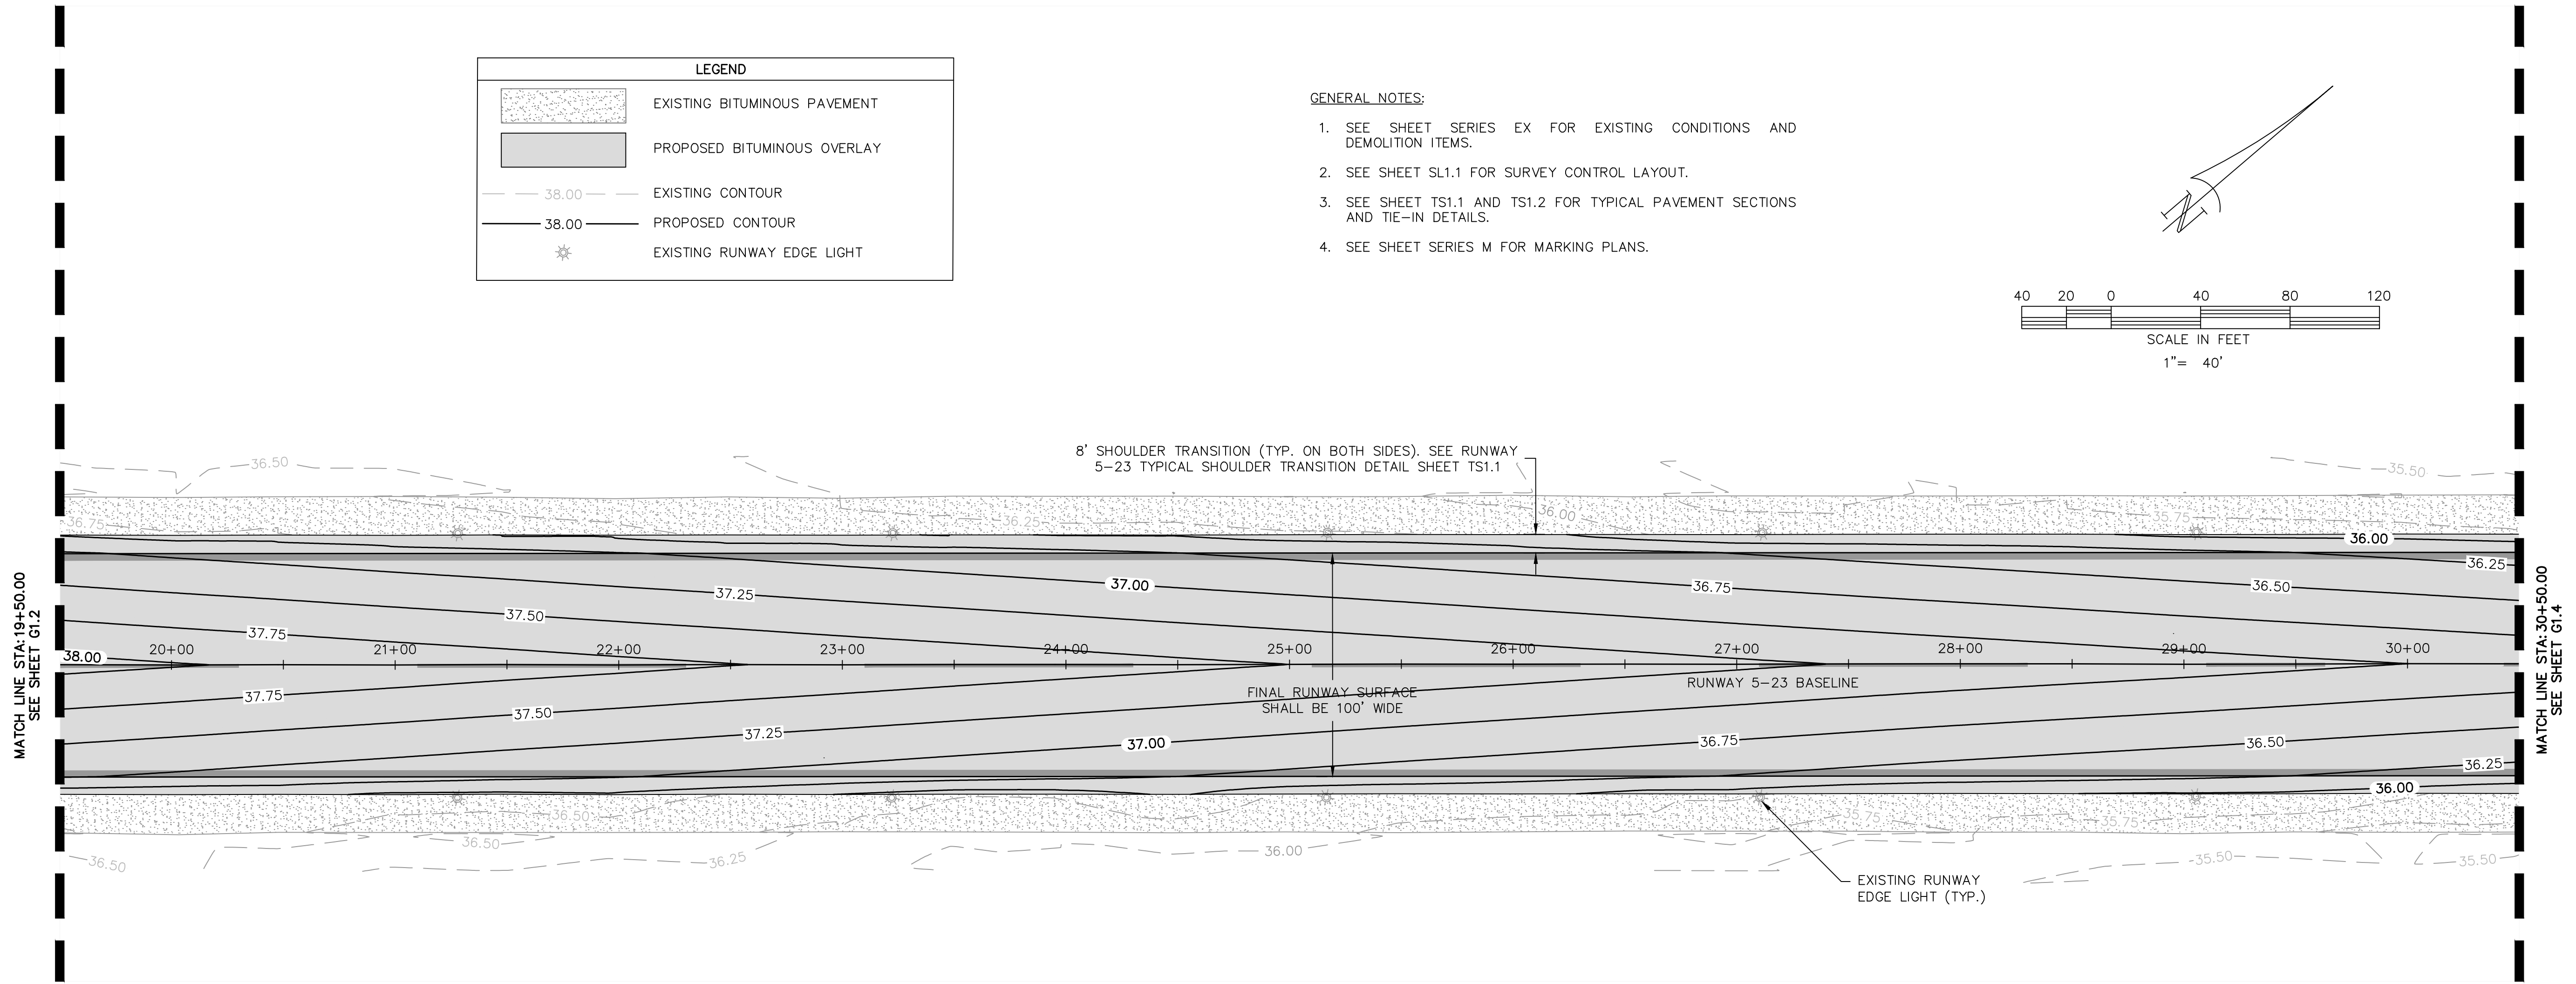 LEGEND
EXISTING BITUMINOUS PAVEMENT
PROPOSED BITUMINOUS OVERLAY
38.00 EXISTING CONTOUR
38.00 PROPOSED CONTOUR
EXISTING RUNWAY EDGE LIGHT
GENERAL NOTES:
1. SEE SHEET SERIES EX FOR EXISTING CONDITIONS AND
DEMOLITION ITEMS.
2. SEE SHEET SL1.1 FOR SURVEY CONTROL LAYOUT.
3. SEE SHEET TS1.1 AND TS1.2 FOR TYPICAL PAVEMENT SECTIONS
AND TIE-IN DETAILS.
4. SEE SHEET SERIES M FOR MARKING PLANS.
N
40 20 0 40 80 120
SCALE IN FEET
1"= 40'
8' SHOULDER TRANSITION (TYP. ON BOTH SIDES). SEE RUNWAY
5-23 TYPICAL SHOULDER TRANSITION DETAIL SHEET TS1.1
36.50
35.50
36.75
36.25
36.00
35.75
36.00
36.25
37.25
37.00
36.75
36.50
37.50
37.75
38.00
20+00 21+00 22+00 23+00 24+00 25+00 26+00 27+00 28+00 29+00 30+00
RUNWAY 5-23 BASELINE
FINAL RUNWAY SURFACE
SHALL BE 100' WIDE
37.75
37.50
37.25
37.00
36.75
36.50
36.25
36.00
36.50
35.75
35.75
36.50
36.50
36.25
36.00
35.50
35.50
EXISTING RUNWAY
EDGE LIGHT (TYP.)
MATCH LINE STA:19+50.00
SEE SHEET G1.2
MATCH LINE STA:30+50.00
SEE SHEET G1.4